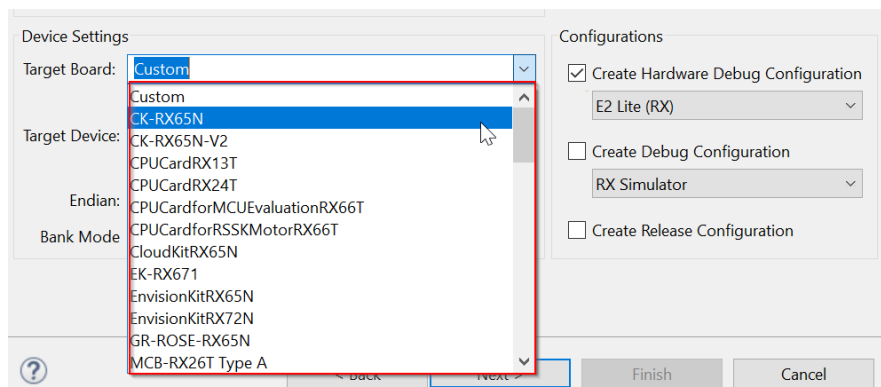 Device Settings
Target Board:
Custom
Custom
CK-RX65N
CK-RX65N-V2
CPUCardRX13T
CPUCardRX24T
CPUCardforMCUEvaluationRX66T
CPUCardforRSSKMotorRX66T
CloudKitRX65N
EK-RX671
EnvisionKitRX65N
EnvisionKitRX72N
GR-ROSE-RX65N
MCB-RX26T Type A
Target Device:
Endian:
Bank Mode
Configurations
Create Hardware Debug Configuration
E2 Lite (RX)
Create Debug Configuration
RX Simulator
Create Release Configuration
?
< Back
Next >
Finish
Cancel